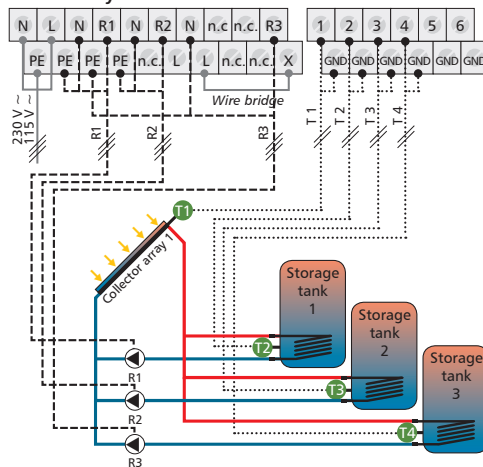 N L N R1 N R2 N n.c n.c. R3
1 2 3 4 5 6
PE PE PE PE n.c. L L n.c. n.c. X
GND GND GND GND GND GND
Wire bridge
230 V ~
115 V ~
R1
R2
R3
T 1
T 2
T 3
T 4
T1
Collector array 1
Storage
tank
1
Storage
tank
2
Storage
tank
3
T2
T3
T4
R1
R2
R3